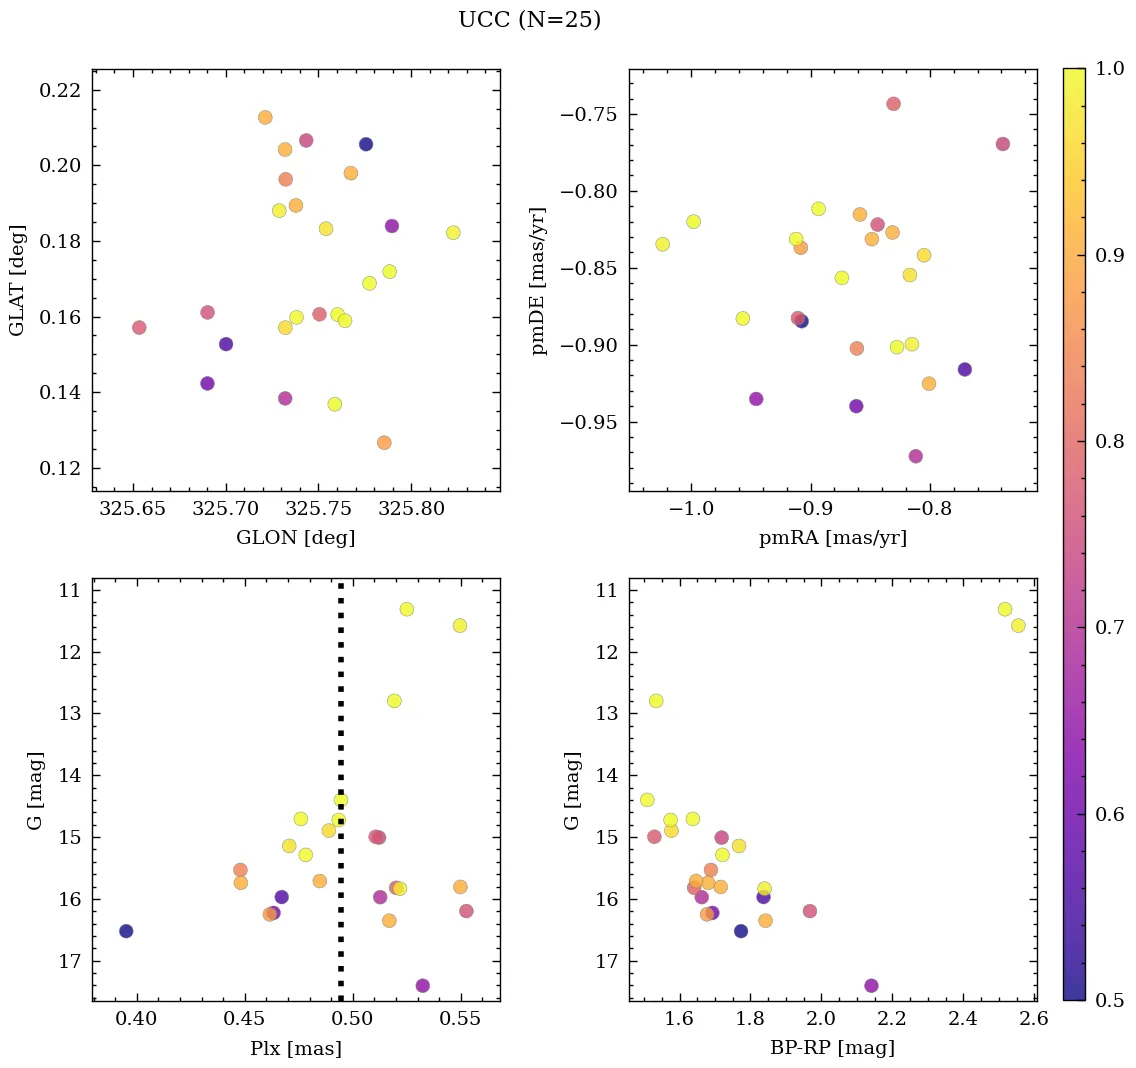 UCC (N=25)
0.22
0.20
0.18
0.16
0.14
0.12
GLAT [deg]
325.65 325.70 325.75 325.80
GLON [deg]
−0.75
−0.80
−0.85
−0.90
−0.95
pmDE [mas/yr]
−1.0 −0.9 −0.8
pmRA [mas/yr]
11
12
13
14
15
16
17
G [mag]
0.40 0.45 0.50 0.55
Plx [mas]
11
12
13
14
15
16
17
G [mag]
1.6 1.8 2.0 2.2 2.4 2.6
BP-RP [mag]
1.0
0.9
0.8
0.7
0.6
0.5